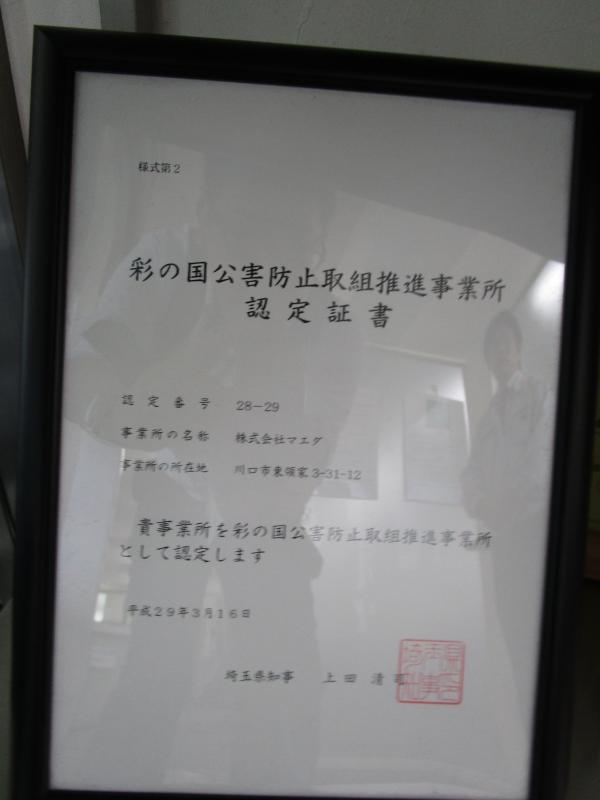 様式第2
彩の国公害防止取組推進事業所
認定証書
認定番号 28-29
事業所の名称 株式会社マエダ
事業所の所在地 川口市東領家3-31-12
貴事業所を彩の国公害防止取組推進事業所
として認定します
平成29年3月16日
埼玉県知事 上田 清